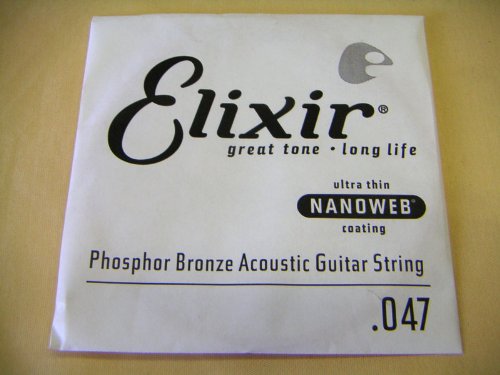 Elixir®
great tone · long life
ultra thin
NANOWEB®
coating
Phosphor Bronze Acoustic Guitar String
.047